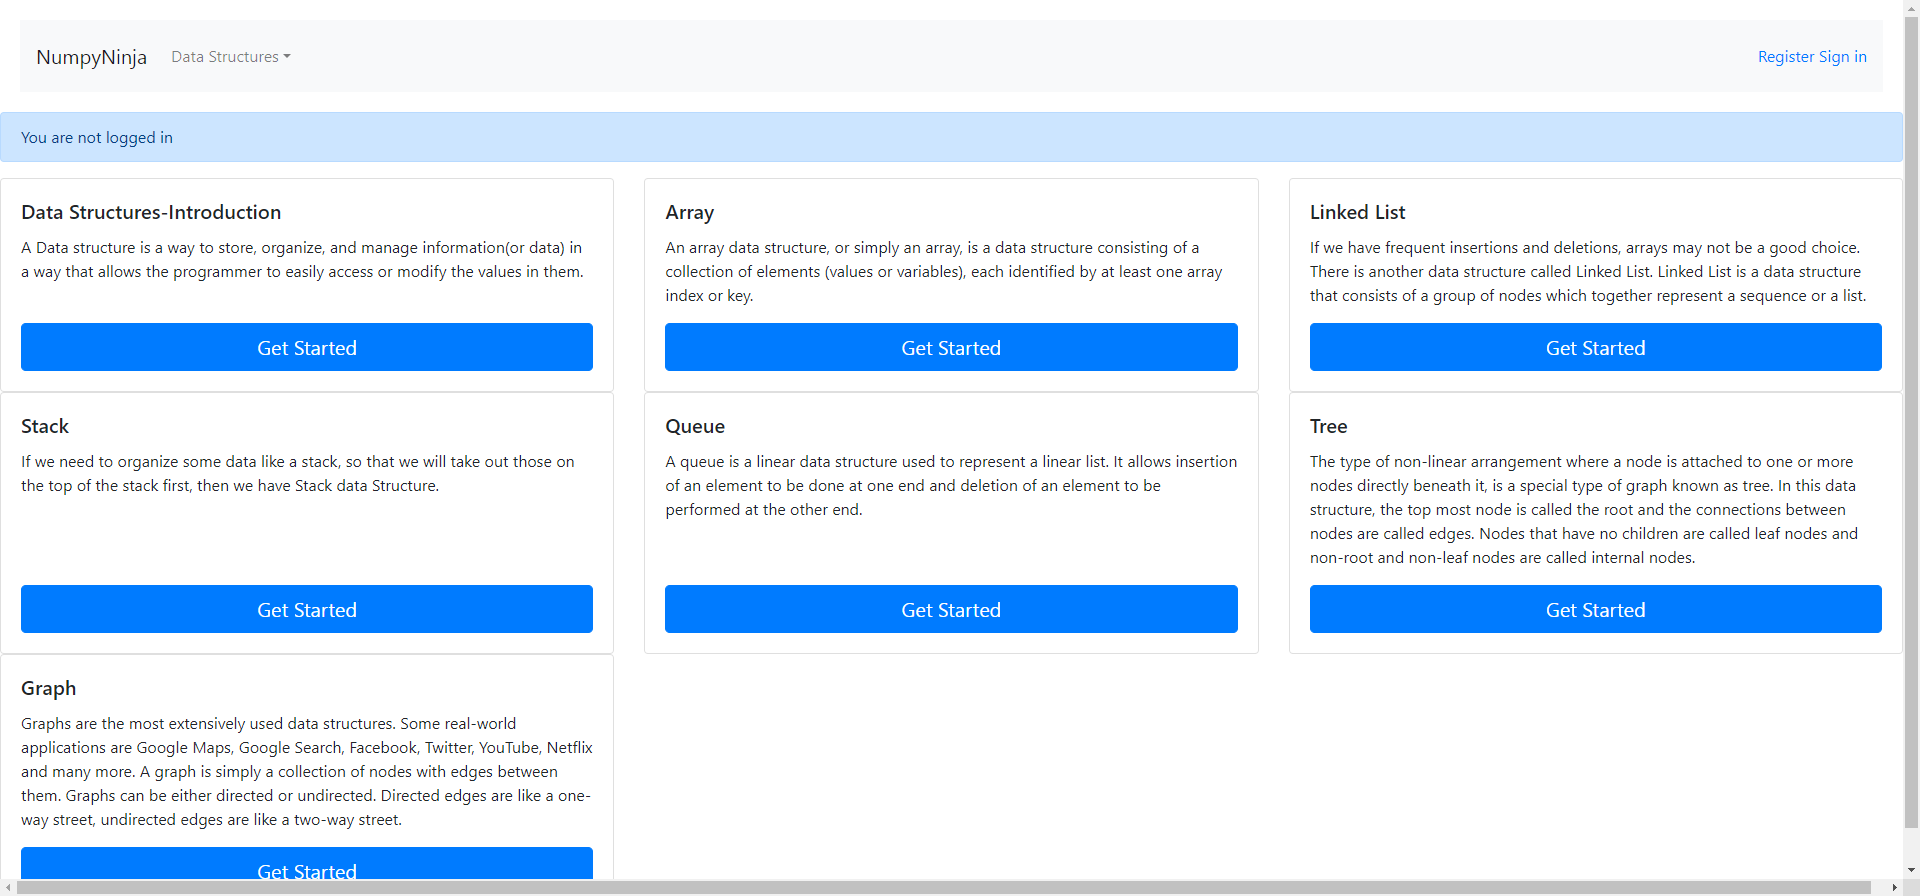 NumpyNinja
Data Structures
Register Sign in
You are not logged in
Data Structures-Introduction
A Data structure is a way to store, organize, and manage information(or data) in
a way that allows the programmer to easily access or modify the values in them.
Get Started
Array
An array data structure, or simply an array, is a data structure consisting of a
collection of elements (values or variables), each identified by at least one array
index or key.
Get Started
Linked List
If we have frequent insertions and deletions, arrays may not be a good choice.
There is another data structure called Linked List. Linked List is a data structure
that consists of a group of nodes which together represent a sequence or a list.
Get Started
Stack
If we need to organize some data like a stack, so that we will take out those on
the top of the stack first, then we have Stack data Structure.
Get Started
Queue
A queue is a linear data structure used to represent a linear list. It allows insertion
of an element to be done at one end and deletion of an element to be
performed at the other end.
Get Started
Tree
The type of non-linear arrangement where a node is attached to one or more
nodes directly beneath it, is a special type of graph known as tree. In this data
structure, the top most node is called the root and the connections between
nodes are called edges. Nodes that have no children are called leaf nodes and
non-root and non-leaf nodes are called internal nodes.
Get Started
Graph
Graphs are the most extensively used data structures. Some real-world
applications are Google Maps, Google Search, Facebook, Twitter, YouTube, Netflix
and many more. A graph is simply a collection of nodes with edges between
them. Graphs can be either directed or undirected. Directed edges are like a one-
way street, undirected edges are like a two-way street.
Get Started